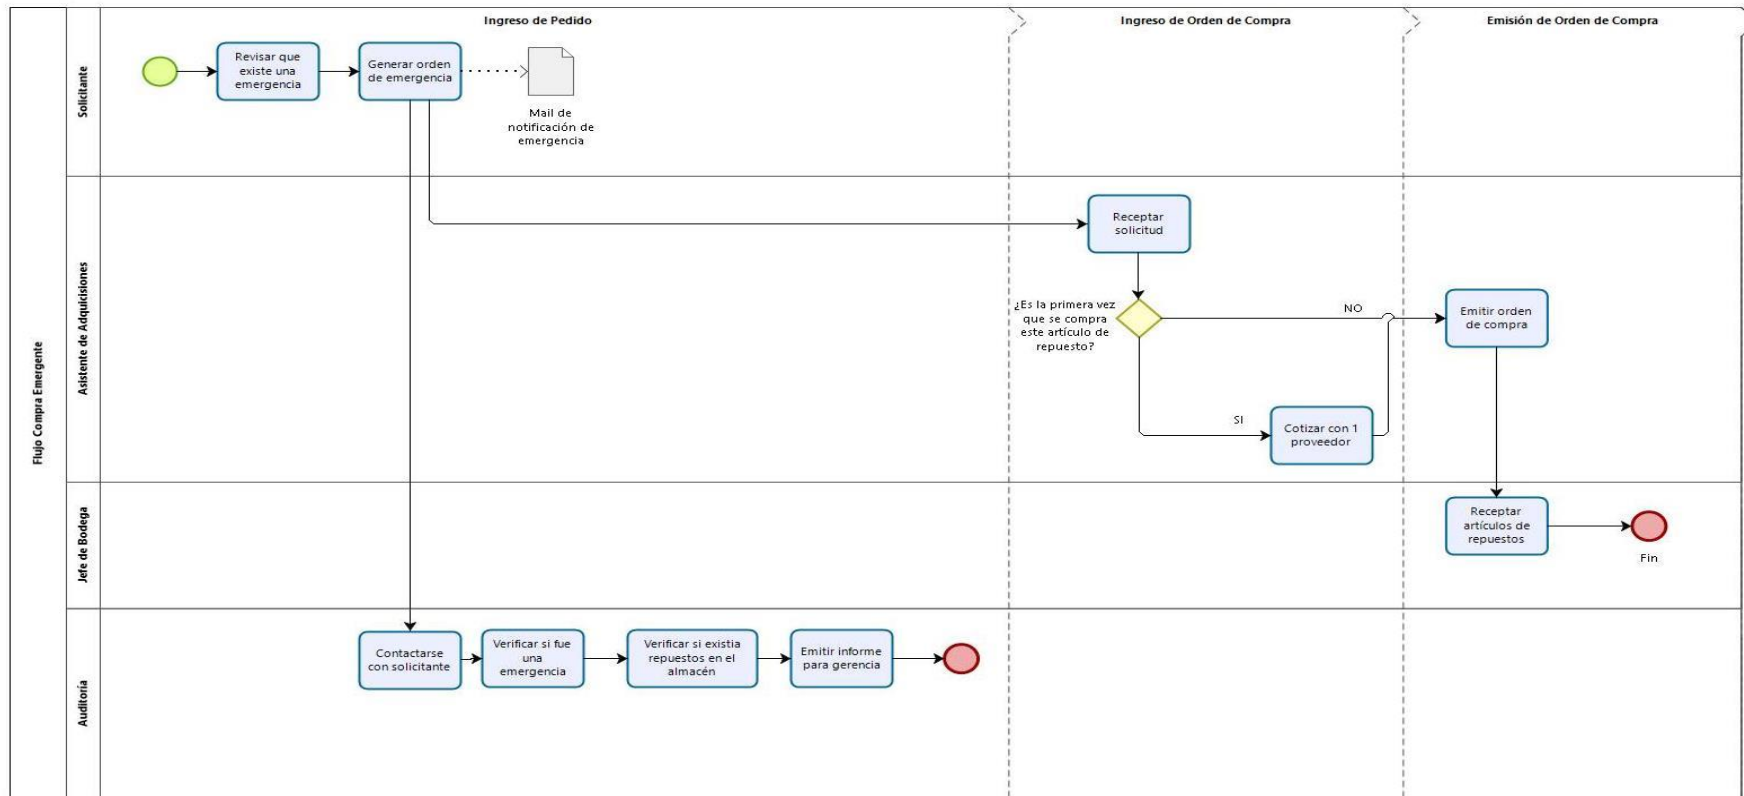 Ingreso de Pedido
Ingreso de Orden de Compra
Emisión de Orden de Compra
Flujo Compra Emergente
Solicitante
Revisar que
existe una
emergencia
Generar orden
de emergencia
Mail de
notificación de
emergencia
Asistente de Adquicisiones
Receptar
solicitud
¿Es la primera vez
que se compra
este artículo de
repuesto?
NO
SI
Cotizar con 1
proveedor
Emitir orden
de compra
Jefe de Bodega
Receptar
artículos de
repuestos
Fin
Auditoría
Contactarse
con solicitante
Verificar si fue
una
emergencia
Verificar si existia
repuestos en el
almacén
Emitir informe
para gerencia